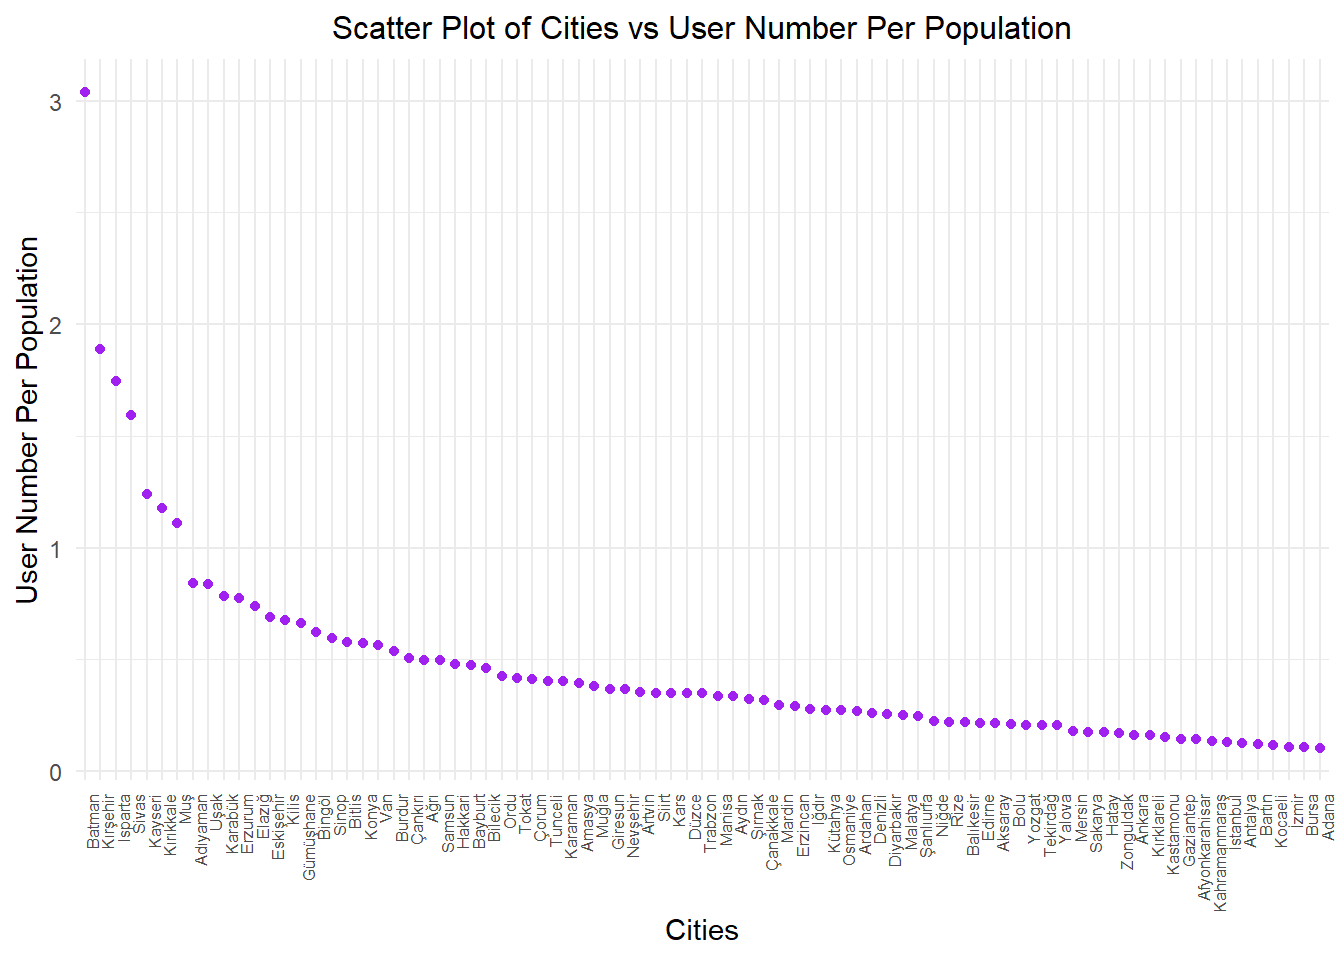 Scatter Plot of Cities vs User Number Per Population
User Number Per Population
3
2
1
0
Batman
Kırşehir
Isparta
Sivas
Kayseri
Kırıkkale
Muş
Adıyaman
Uşak
Karabük
Erzurum
Elazığ
Eskişehir
Kilis
Gümüşhane
Bingöl
Sinop
Bitlis
Konya
Van
Burdur
Çankırı
Ağrı
Samsun
Hakkari
Bayburt
Bilecik
Ordu
Tokat
Çorum
Tunceli
Karaman
Amasya
Muğla
Giresun
Nevşehir
Artvin
Siirt
Kars
Düzce
Trabzon
Manisa
Aydın
Şırnak
Çanakkale
Mardin
Erzincan
Iğdır
Kütahya
Osmaniye
Ardahan
Denizli
Diyarbakır
Malatya
Şanlıurfa
Niğde
Rize
Balıkesir
Edirne
Aksaray
Bolu
Yozgat
Tekirdağ
Yalova
Mersin
Sakarya
Hatay
Zonguldak
Ankara
Kırklareli
Kastamonu
Gaziantep
Afyonkarahisar
Kahramanmaraş
İstanbul
Antalya
Bartın
Kocaeli
İzmir
Bursa
Adana
Cities